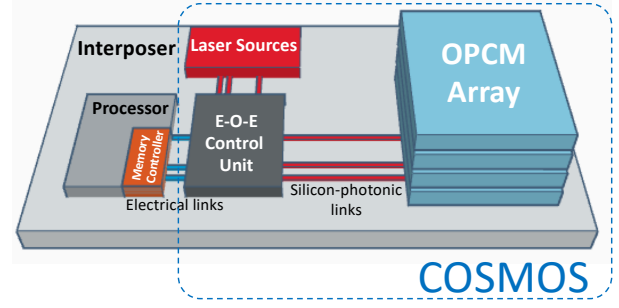 Interposer
Laser Sources
OPCM
Array
Processor
Memory
Controller
E-O-E
Control
Unit
Electrical links
Silicon-photonic
links
COSMOS